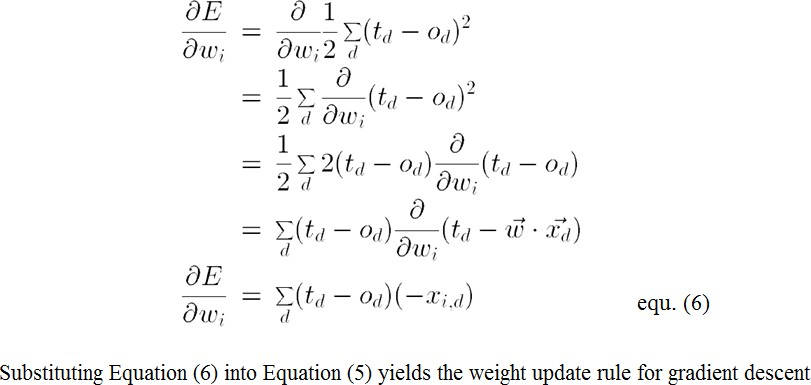 ∂E/∂w_i = ∂/∂w_i 1/2 Σ_d (t_d − o_d)^2
= 1/2 Σ_d ∂/∂w_i (t_d − o_d)^2
= 1/2 Σ_d 2(t_d − o_d) ∂/∂w_i (t_d − o_d)
= Σ_d (t_d − o_d) ∂/∂w_i (t_d − w⃗ · x⃗_d)
∂E/∂w_i = Σ_d (t_d − o_d)(−x_{i,d}) equ. (6)
Substituting Equation (6) into Equation (5) yields the weight update rule for gradient descent